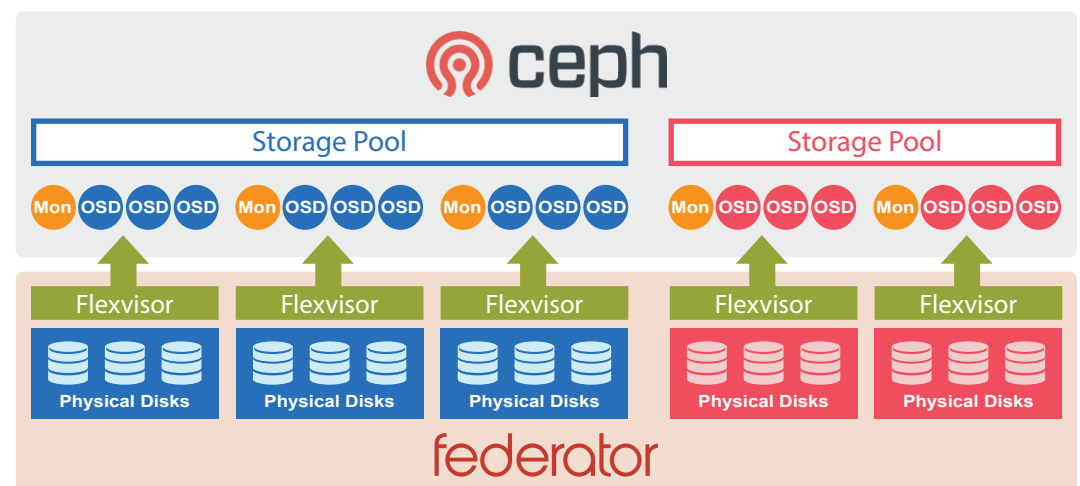 ceph
Storage Pool Storage Pool
Mon OSD OSD OSD Mon OSD OSD OSD Mon OSD OSD OSD Mon OSD OSD OSD Mon OSD OSD OSD
Flexvisor Flexvisor Flexvisor Flexvisor Flexvisor
Physical Disks Physical Disks Physical Disks Physical Disks Physical Disks
federator